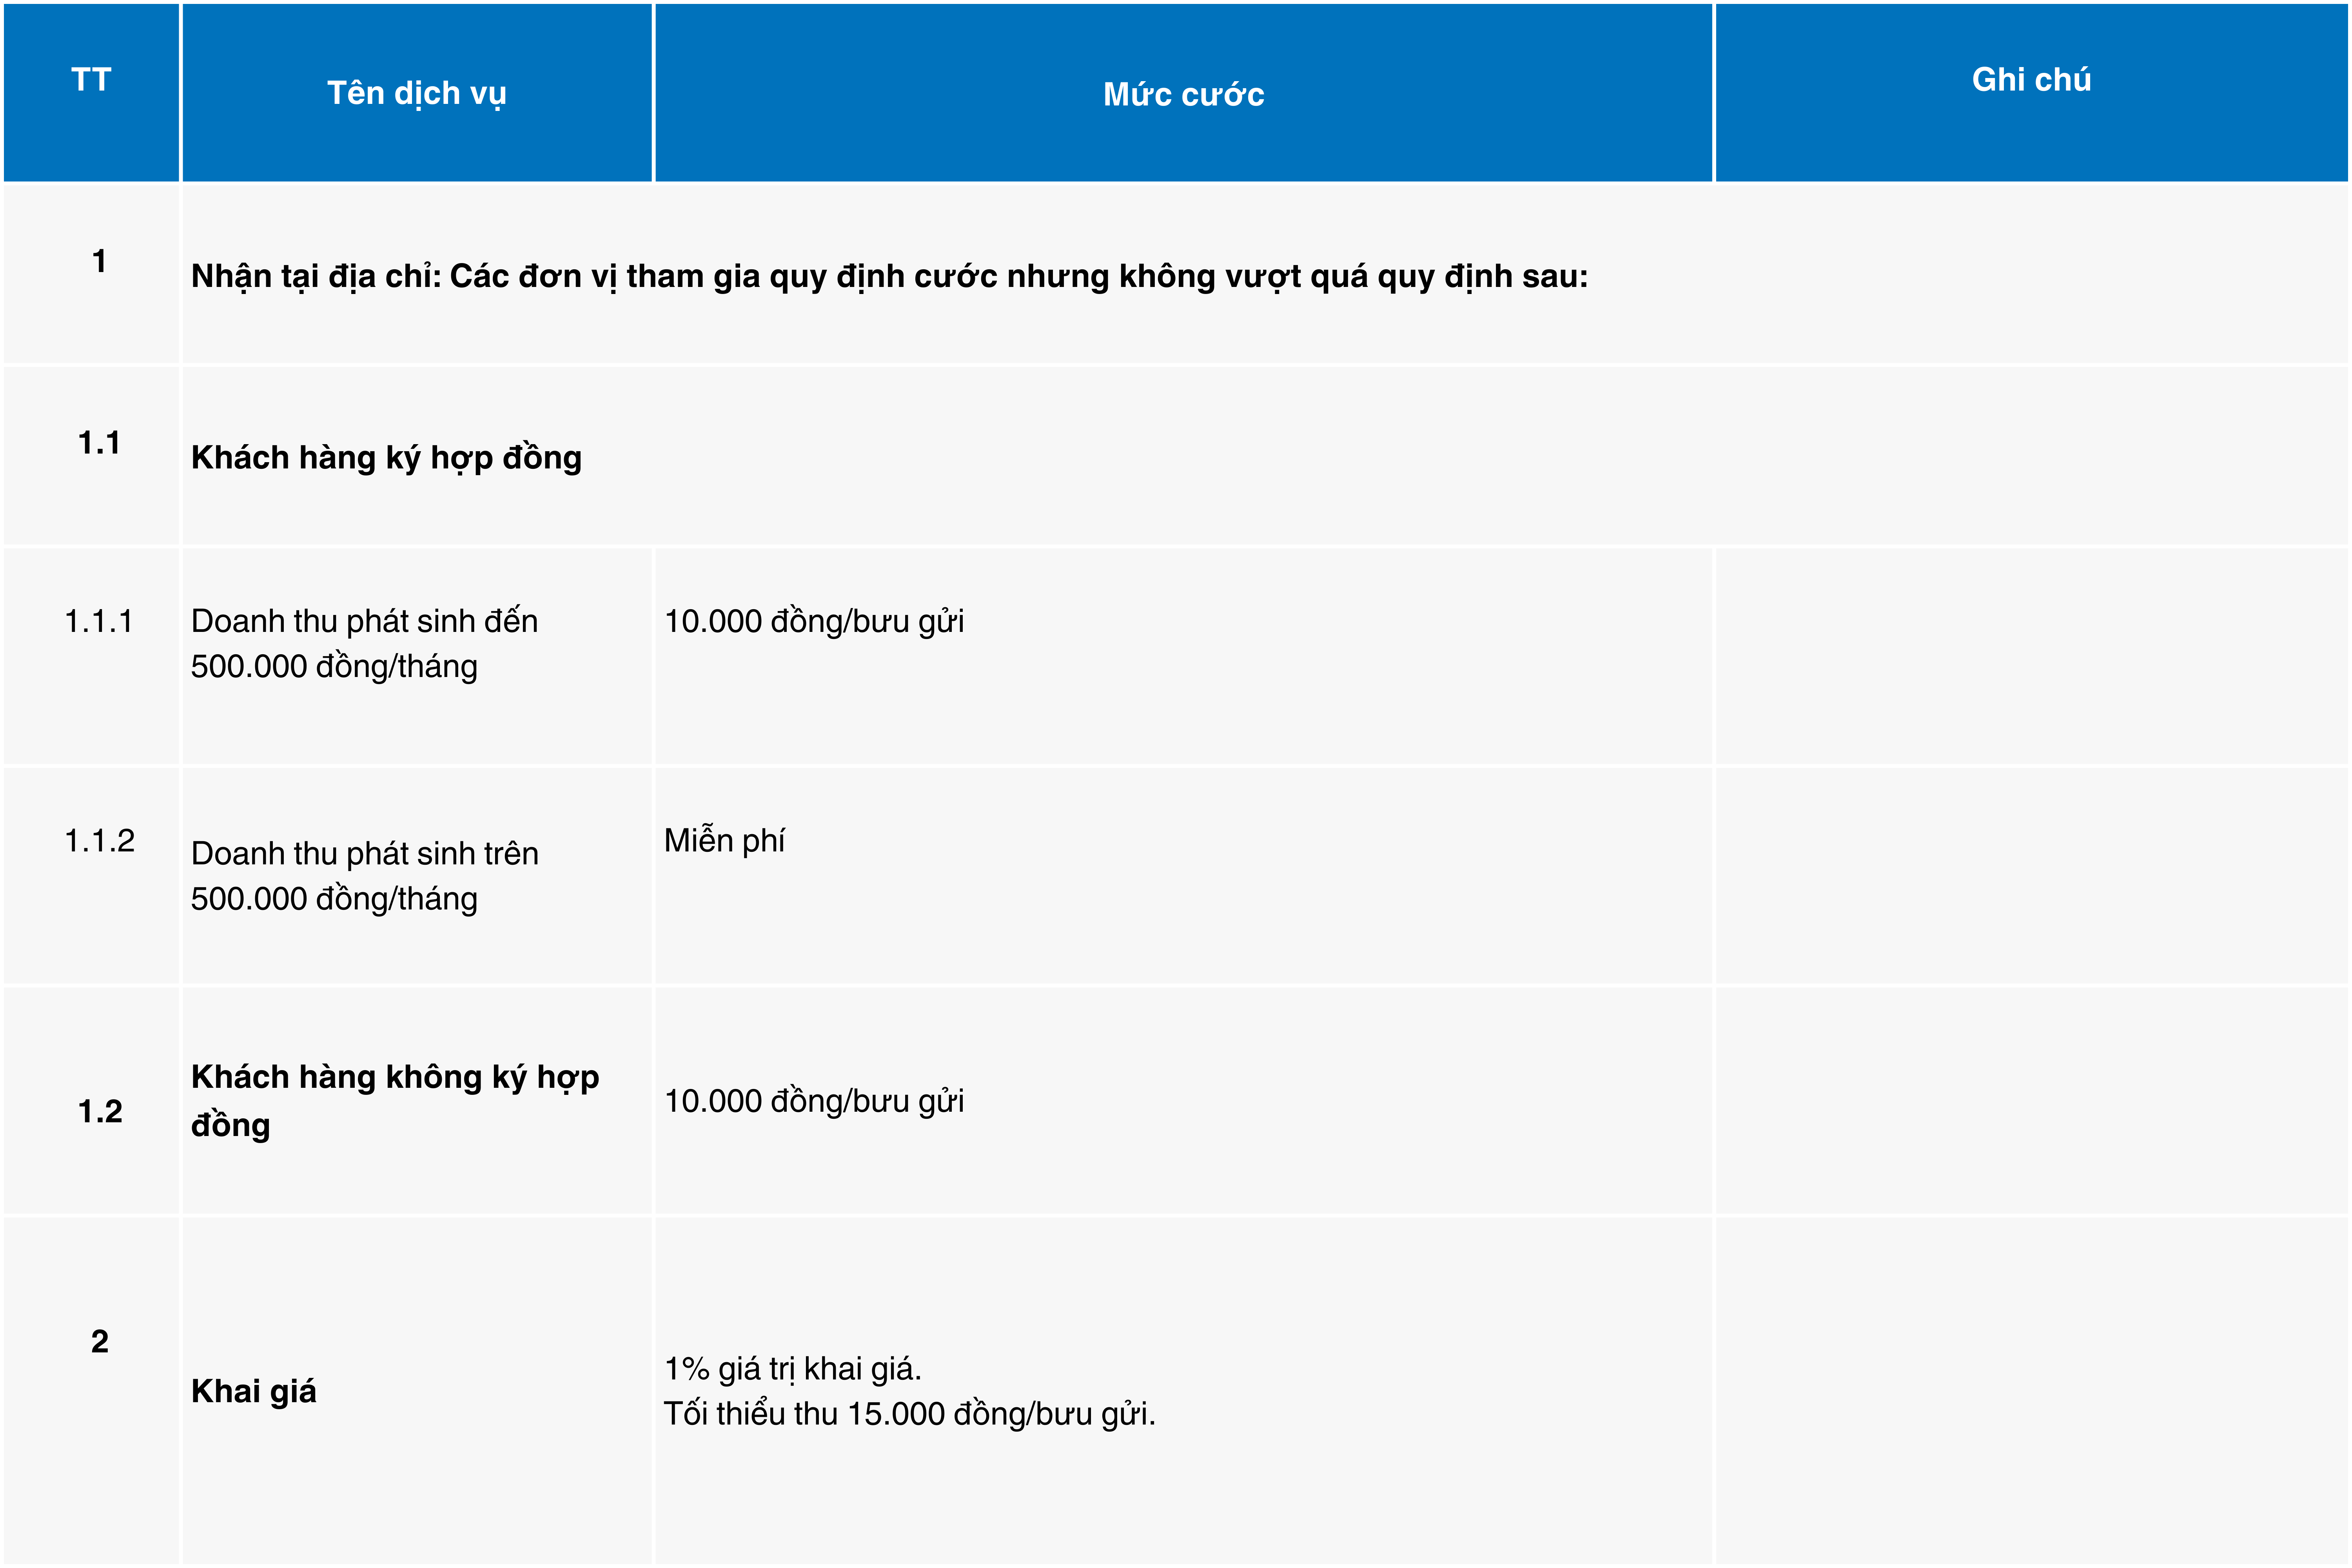 TT
Tên dịch vụ
Mức cước
Ghi chú
1
Nhận tại địa chỉ: Các đơn vị tham gia quy định cước nhưng không vượt quá quy định sau:
1.1
Khách hàng ký hợp đồng
1.1.1
Doanh thu phát sinh đến
500.000 đồng/tháng
10.000 đồng/bưu gửi
1.1.2
Doanh thu phát sinh trên
500.000 đồng/tháng
Miễn phí
1.2
Khách hàng không ký hợp
đồng
10.000 đồng/bưu gửi
2
Khai giá
1% giá trị khai giá.
Tối thiểu thu 15.000 đồng/bưu gửi.